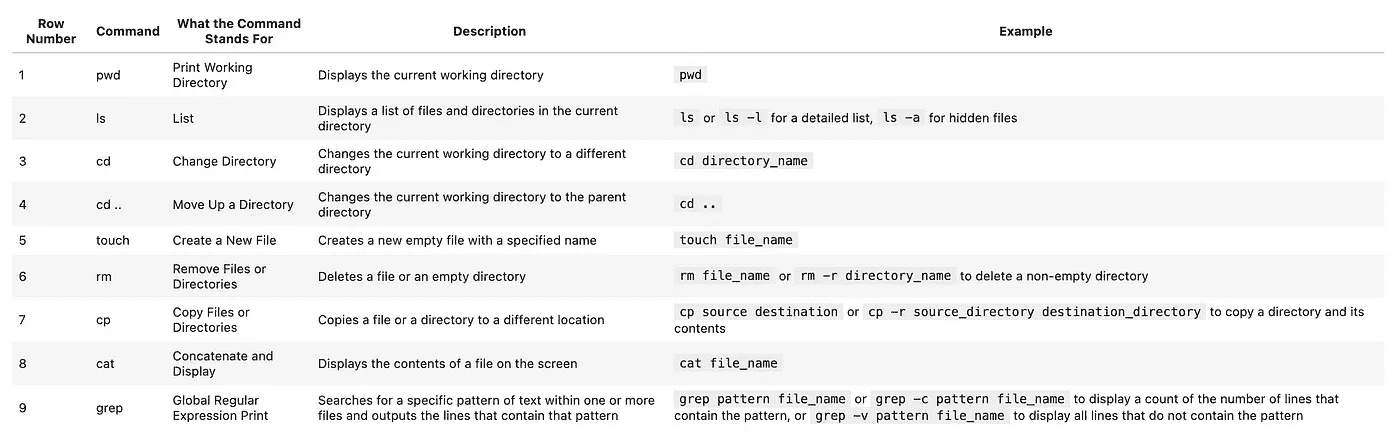 Row Number Command What the Command Stands For Description Example
1 pwd Print Working Directory Displays the current working directory pwd
2 ls List Displays a list of files and directories in the current directory ls or ls -l for a detailed list, ls -a for hidden files
3 cd Change Directory Changes the current working directory to a different directory cd directory_name
4 cd .. Move Up a Directory Changes the current working directory to the parent directory cd ..
5 touch Create a New File Creates a new empty file with a specified name touch file_name
6 rm Remove Files or Directories Deletes a file or an empty directory rm file_name or rm -r directory_name to delete a non-empty directory
7 cp Copy Files or Directories Copies a file or a directory to a different location cp source destination or cp -r source_directory destination_directory to copy a directory and its contents
8 cat Concatenate and Display Displays the contents of a file on the screen cat file_name
9 grep Global Regular Expression Print Searches for a specific pattern of text within one or more files and outputs the lines that contain that pattern grep pattern file_name or grep -c pattern file_name to display a count of the number of lines that contain the pattern, or grep -v pattern file_name to display all lines that do not contain the pattern